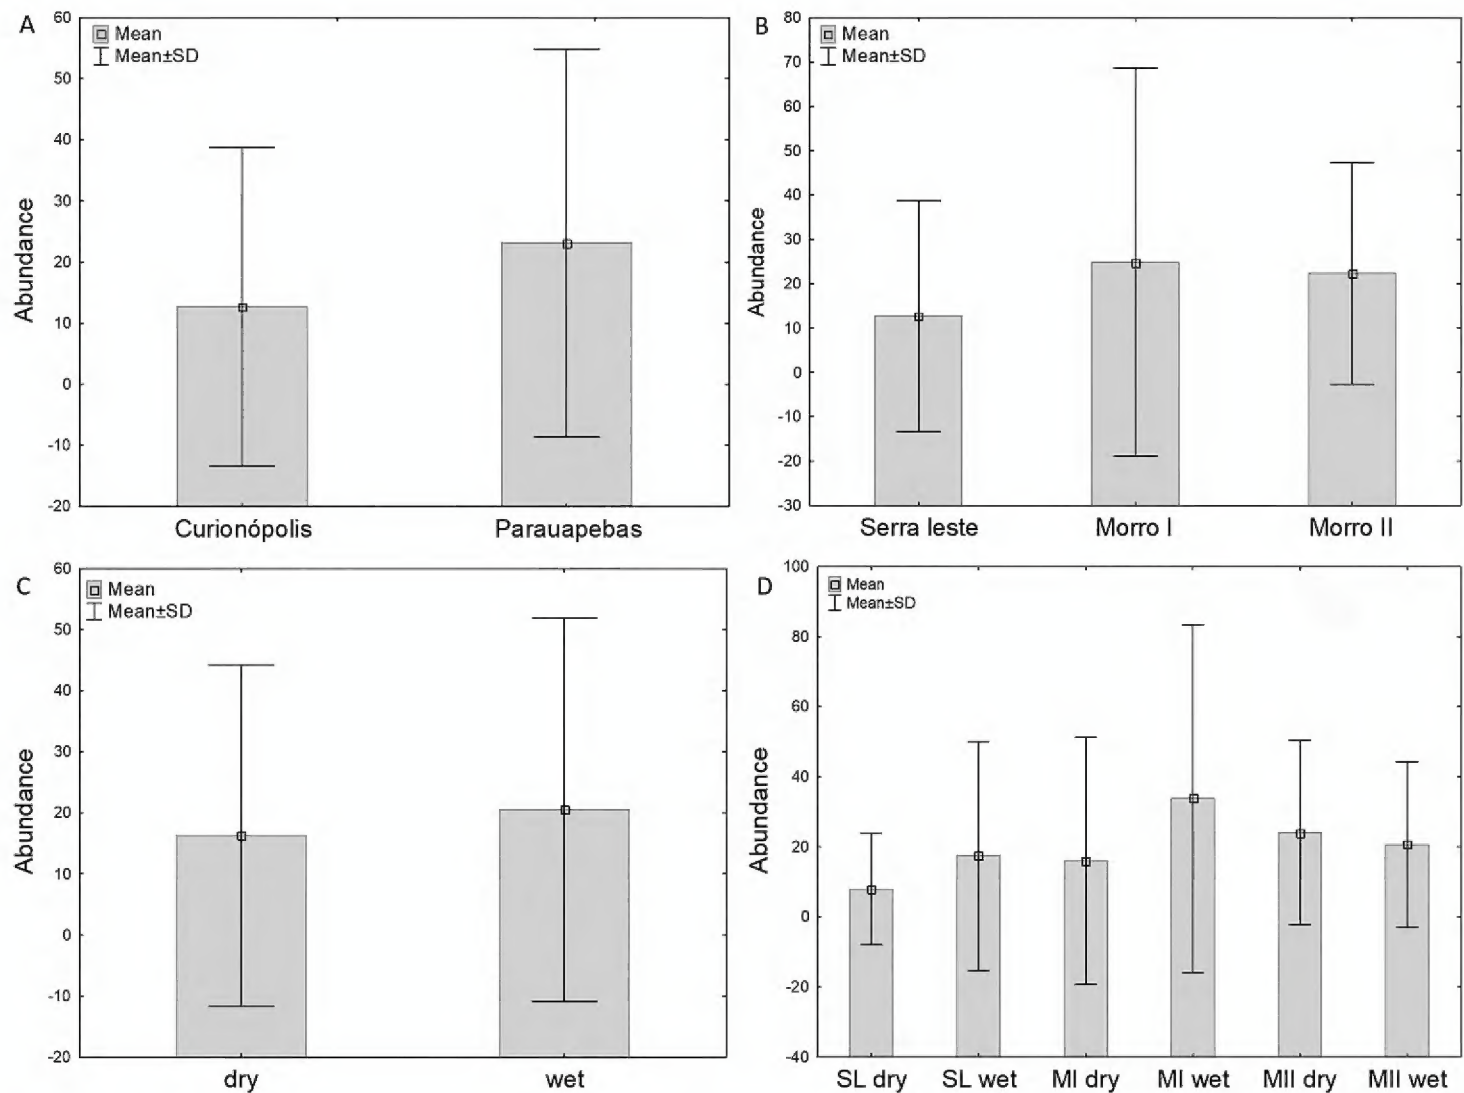 A
Mean
Mean±SD
60
50
40
30
20
10
0
-10
-20
Abundance
Curionópolis
Parauapebas
B
Mean
Mean±SD
80
70
60
50
40
30
20
10
0
-10
-20
-30
Abundance
Serra leste
Morro I
Morro II
C
Mean
Mean±SD
60
50
40
30
20
10
0
-10
-20
Abundance
dry
wet
D
Mean
Mean±SD
100
80
60
40
20
0
-20
-40
Abundance
SL dry
SL wet
MI dry
MI wet
MII dry
MII wet